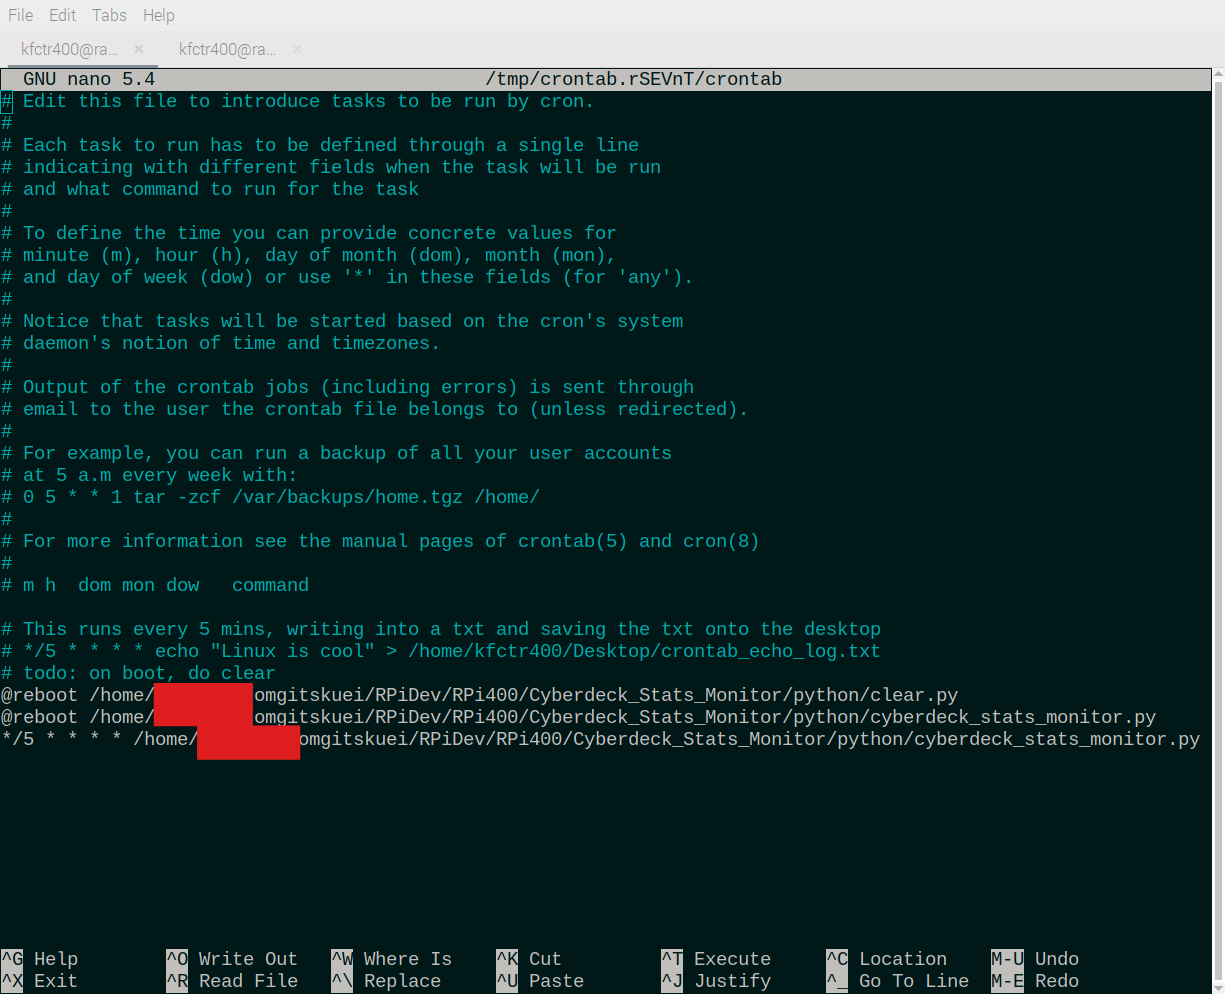 File Edit Tabs Help
kfctr400@ra... × kfctr400@ra... ×
GNU nano 5.4 /tmp/crontab.rSEVnT/crontab
# Edit this file to introduce tasks to be run by cron.
#
# Each task to run has to be defined through a single line
# indicating with different fields when the task will be run
# and what command to run for the task
#
# To define the time you can provide concrete values for
# minute (m), hour (h), day of month (dom), month (mon),
# and day of week (dow) or use '*' in these fields (for 'any').
#
# Notice that tasks will be started based on the cron's system
# daemon's notion of time and timezones.
#
# Output of the crontab jobs (including errors) is sent through
# email to the user the crontab file belongs to (unless redirected).
#
# For example, you can run a backup of all your user accounts
# at 5 a.m every week with:
# 0 5 * * 1 tar -zcf /var/backups/home.tgz /home/
#
# For more information see the manual pages of crontab(5) and cron(8)
#
# m h  dom mon dow   command
# This runs every 5 mins, writing into a txt and saving the txt onto the desktop
# */5 * * * * echo "Linux is cool" > /home/kfctr400/Desktop/crontab_echo_log.txt
# todo: on boot, do clear
@reboot /home/ omgitskuei/RPiDev/RPi400/Cyberdeck_Stats_Monitor/python/clear.py
@reboot /home/ omgitskuei/RPiDev/RPi400/Cyberdeck_Stats_Monitor/python/cyberdeck_stats_monitor.py
*/5 * * * * /home/ omgitskuei/RPiDev/RPi400/Cyberdeck_Stats_Monitor/python/cyberdeck_stats_monitor.py
^G Help ^O Write Out ^W Where Is ^K Cut ^T Execute ^C Location M-U Undo
^X Exit ^R Read File ^\ Replace ^U Paste ^J Justify ^_ Go To Line M-E Redo